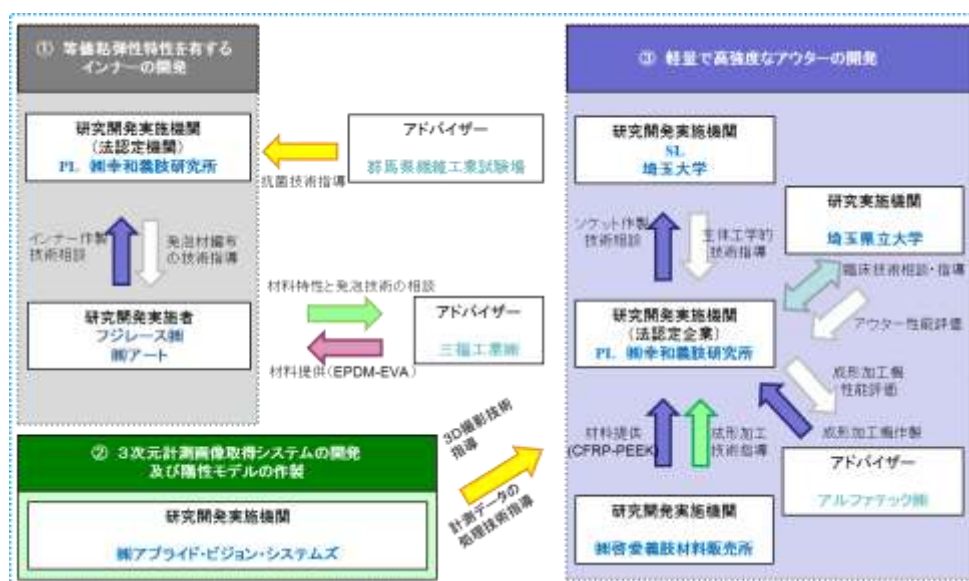 ① 等価粘弾性特性を有する
インナーの開発
研究開発実施機関
(法認定機関)
PL ㈱幸和義肢研究所
アドバイザー
群馬県繊維工業試験場
抗菌技術指導
インナー作製
技術相談
発泡材編布
の技術指導
研究開発実施者
フジレース㈱
㈱アート
材料特性と発泡技術の相談
アドバイザー
三福工業㈱
材料提供(EPDM-EVA)
② 3次元計測画像取得システムの開発
及び陽性モデルの作製
研究開発実施機関
㈱アプライド・ビジョン・システムズ
3D撮影技術
指導
計測データの
処理技術指導
③ 軽量で高強度なアウターの開発
研究開発実施機関
SL
埼玉大学
研究実施機関
埼玉県立大学
ソケット作製
技術相談
生体工学的
技術指導
臨床技術相談・指導
研究開発実施機関
(法認定企業)
PL ㈱幸和義肢研究所
アウター性能評価
成形加工機
性能評価
材料提供
(CFRP-PEEK)
成形加工
技術指導
成形加工機作製
アドバイザー
アルファテック㈱
研究開発実施機関
㈱啓愛義肢材料販売所